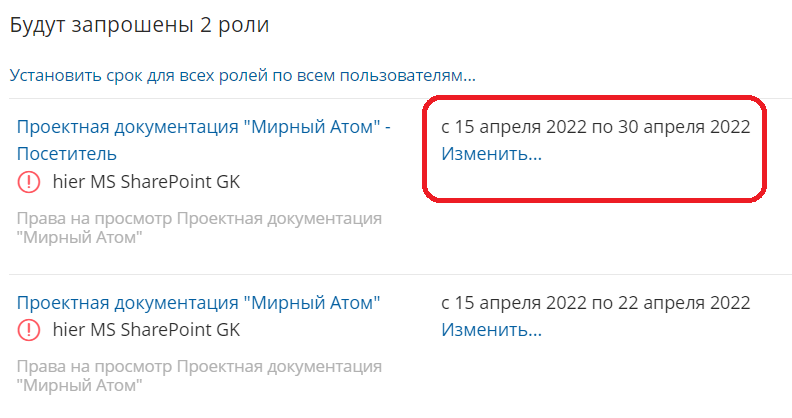 Будут запрошены 2 роли
Установить срок для всех ролей по всем пользователям...
Проектная документация "Мирный Атом" -
Посетитель
hier MS SharePoint GK
Права на просмотр Проектная документация
"Мирный Атом"
с 15 апреля 2022 по 30 апреля 2022
Изменить...
Проектная документация "Мирный Атом"
hier MS SharePoint GK
Права на просмотр Проектная документация
"Мирный Атом"
с 15 апреля 2022 по 22 апреля 2022
Изменить...